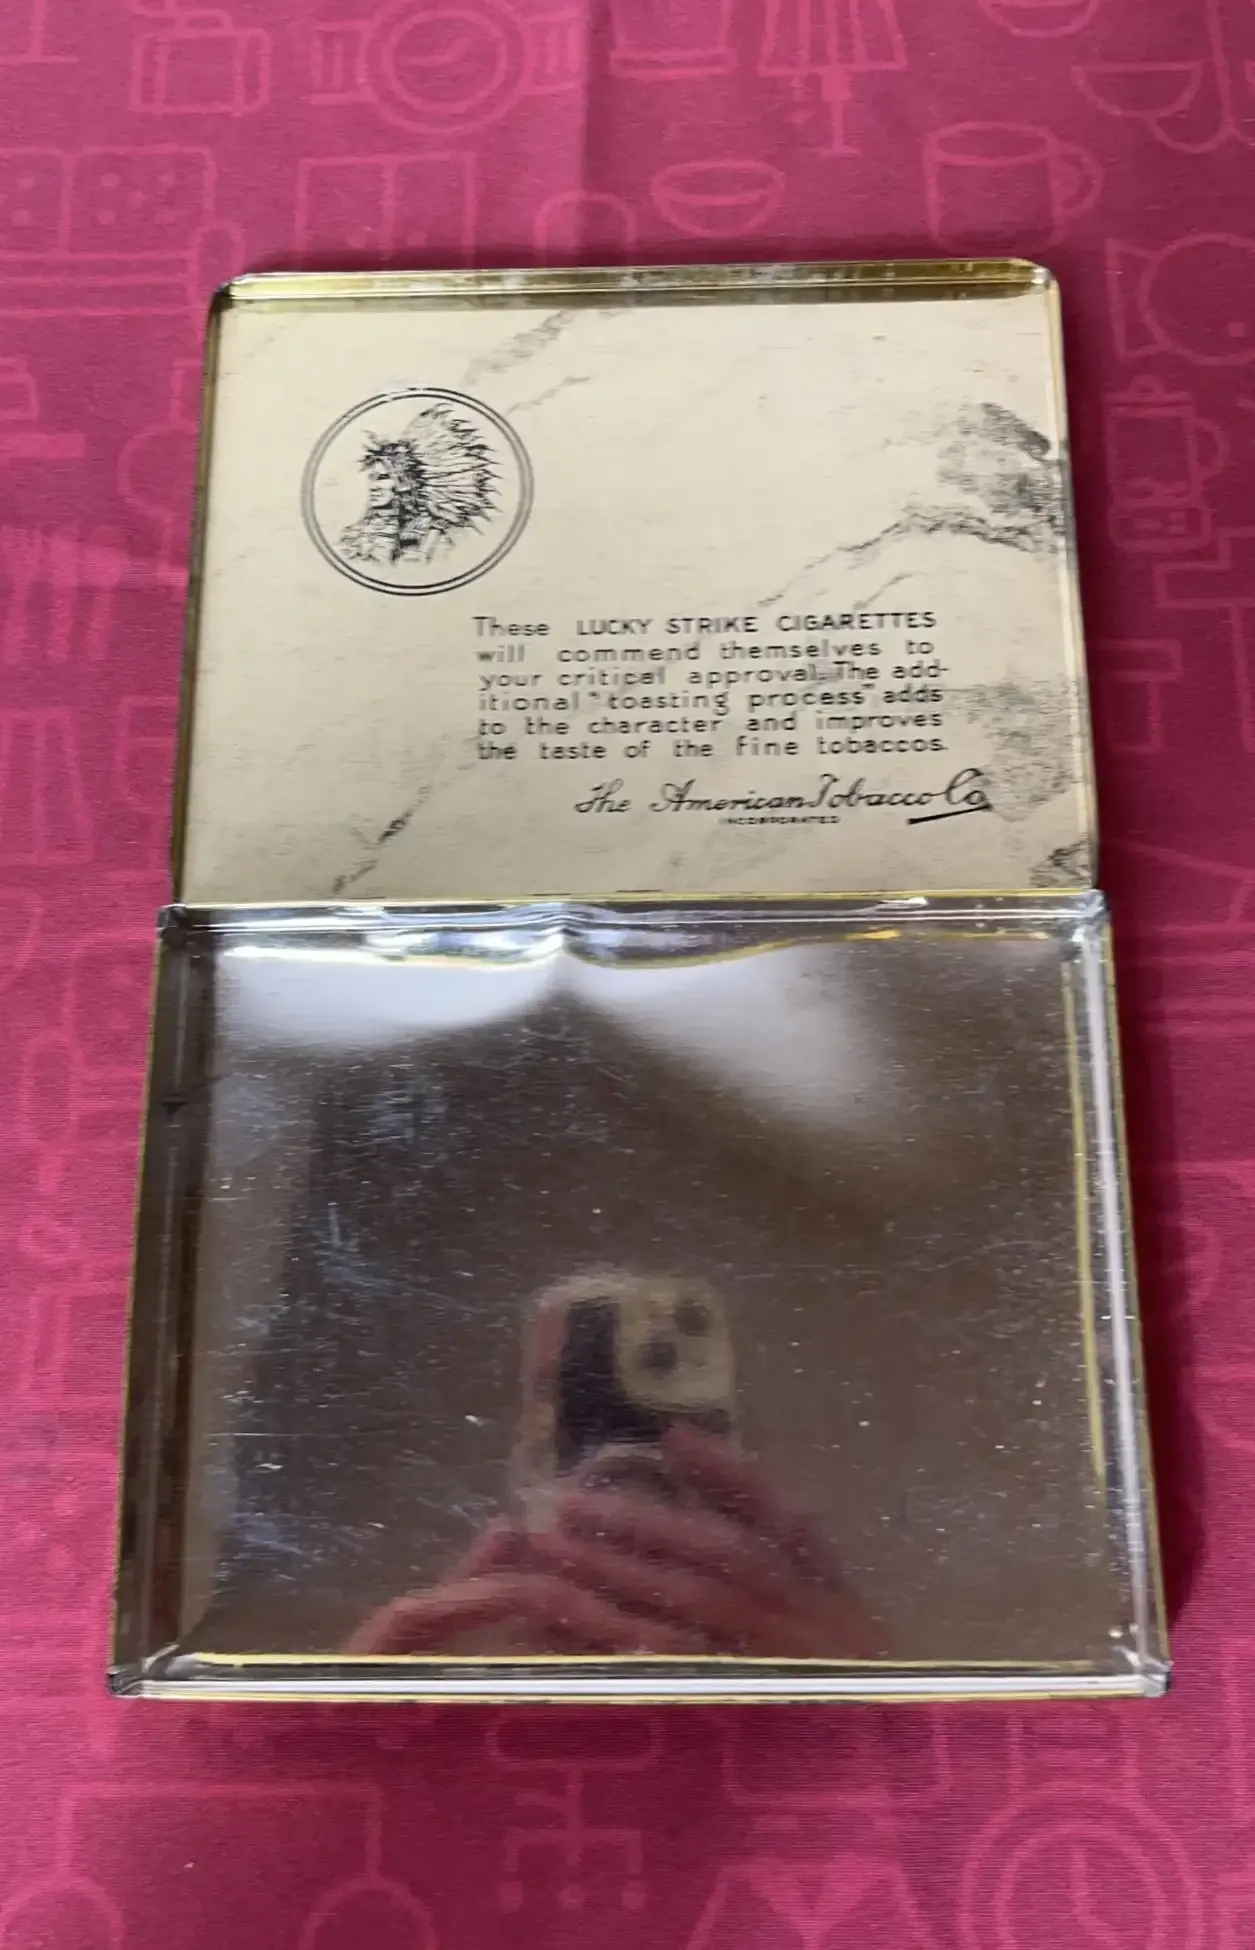 These LUCKY STRIKE CIGARETTES
will commend themselves to
your critical approval. The add-
itional "toasting process" adds
to the character and improves
the taste of the fine tobaccos.
The American Tobacco Co.
INCORPORATED